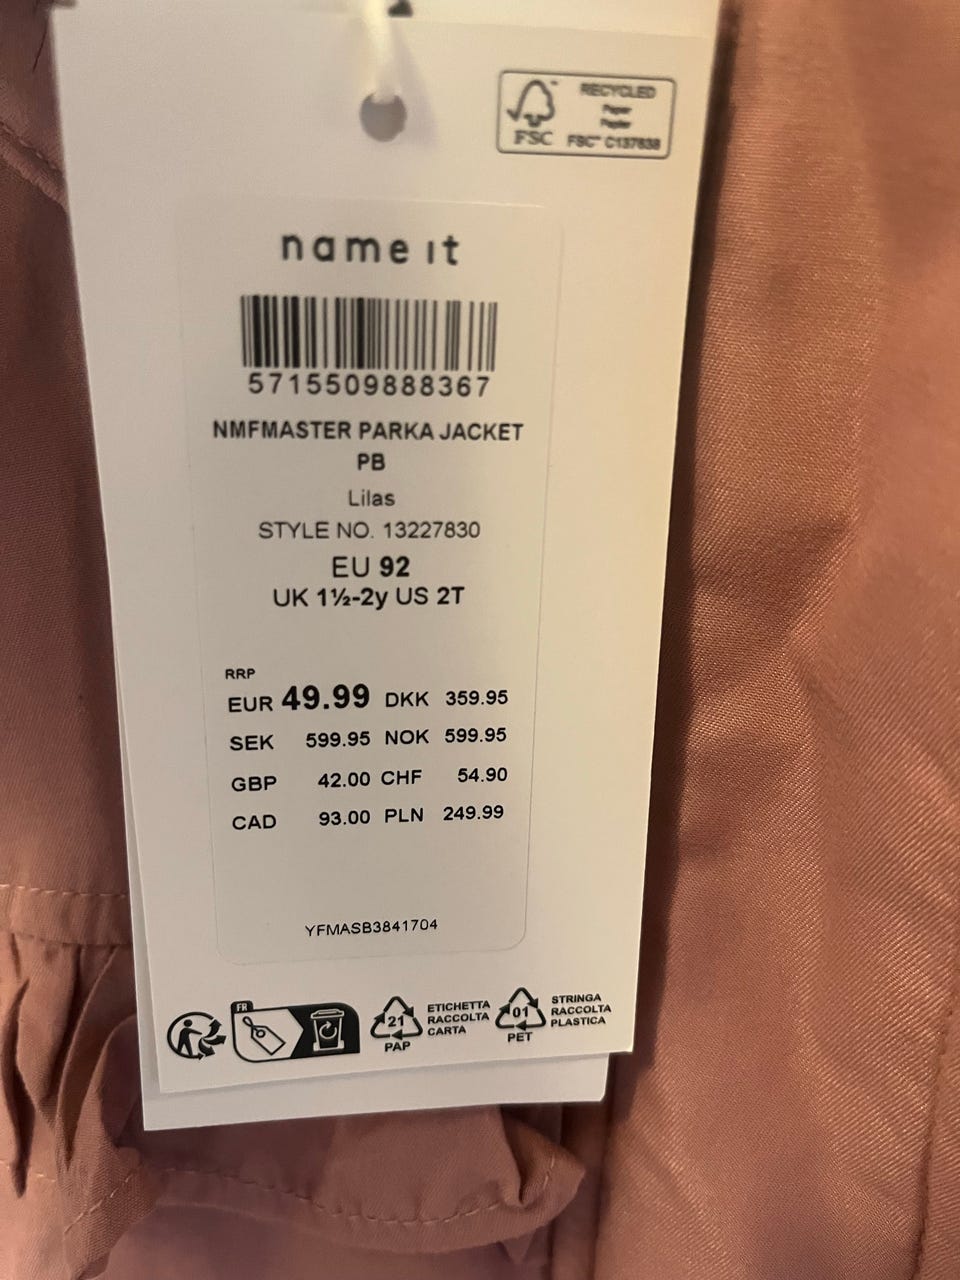 RECYCLED
Paper
Papier
FSC
FSC™ C137638
name it
5715509888367
NMFMASTER PARKA JACKET
PB
Lilas
STYLE NO. 13227830
EU 92
UK 1½-2y US 2T
RRP
EUR 49.99 DKK 359.95
SEK 599.95 NOK 599.95
GBP 42.00 CHF 54.90
CAD 93.00 PLN 249.99
YFMASB3841704
FR
21
PAP
ETICHETTA
RACCOLTA
CARTA
01
PET
STRINGA
RACCOLTA
PLASTICA